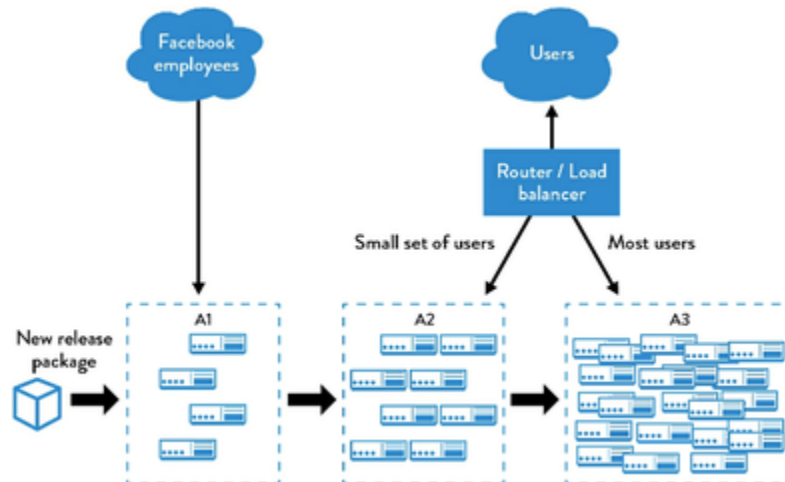 Facebook
employees
Users
Router / Load
balancer
Small set of users
Most users
A1
A2
A3
New release
package